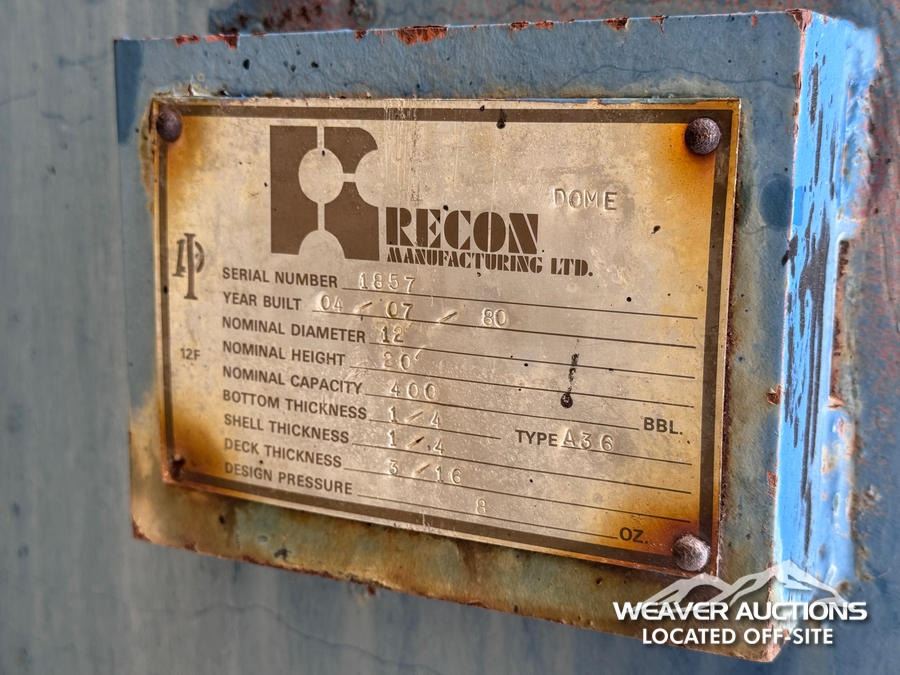 DOME
RECON
MANUFACTURING LTD.
API
12F
SERIAL NUMBER 1857
YEAR BUILT 04 / 07 / 80
NOMINAL DIAMETER 12'
NOMINAL HEIGHT 20'
NOMINAL CAPACITY 400 BBL.
BOTTOM THICKNESS 1/4 TYPE A36
SHELL THICKNESS 1/4
DECK THICKNESS 3/16
DESIGN PRESSURE 8 OZ.
WEAVER AUCTIONS
LOCATED OFF-SITE